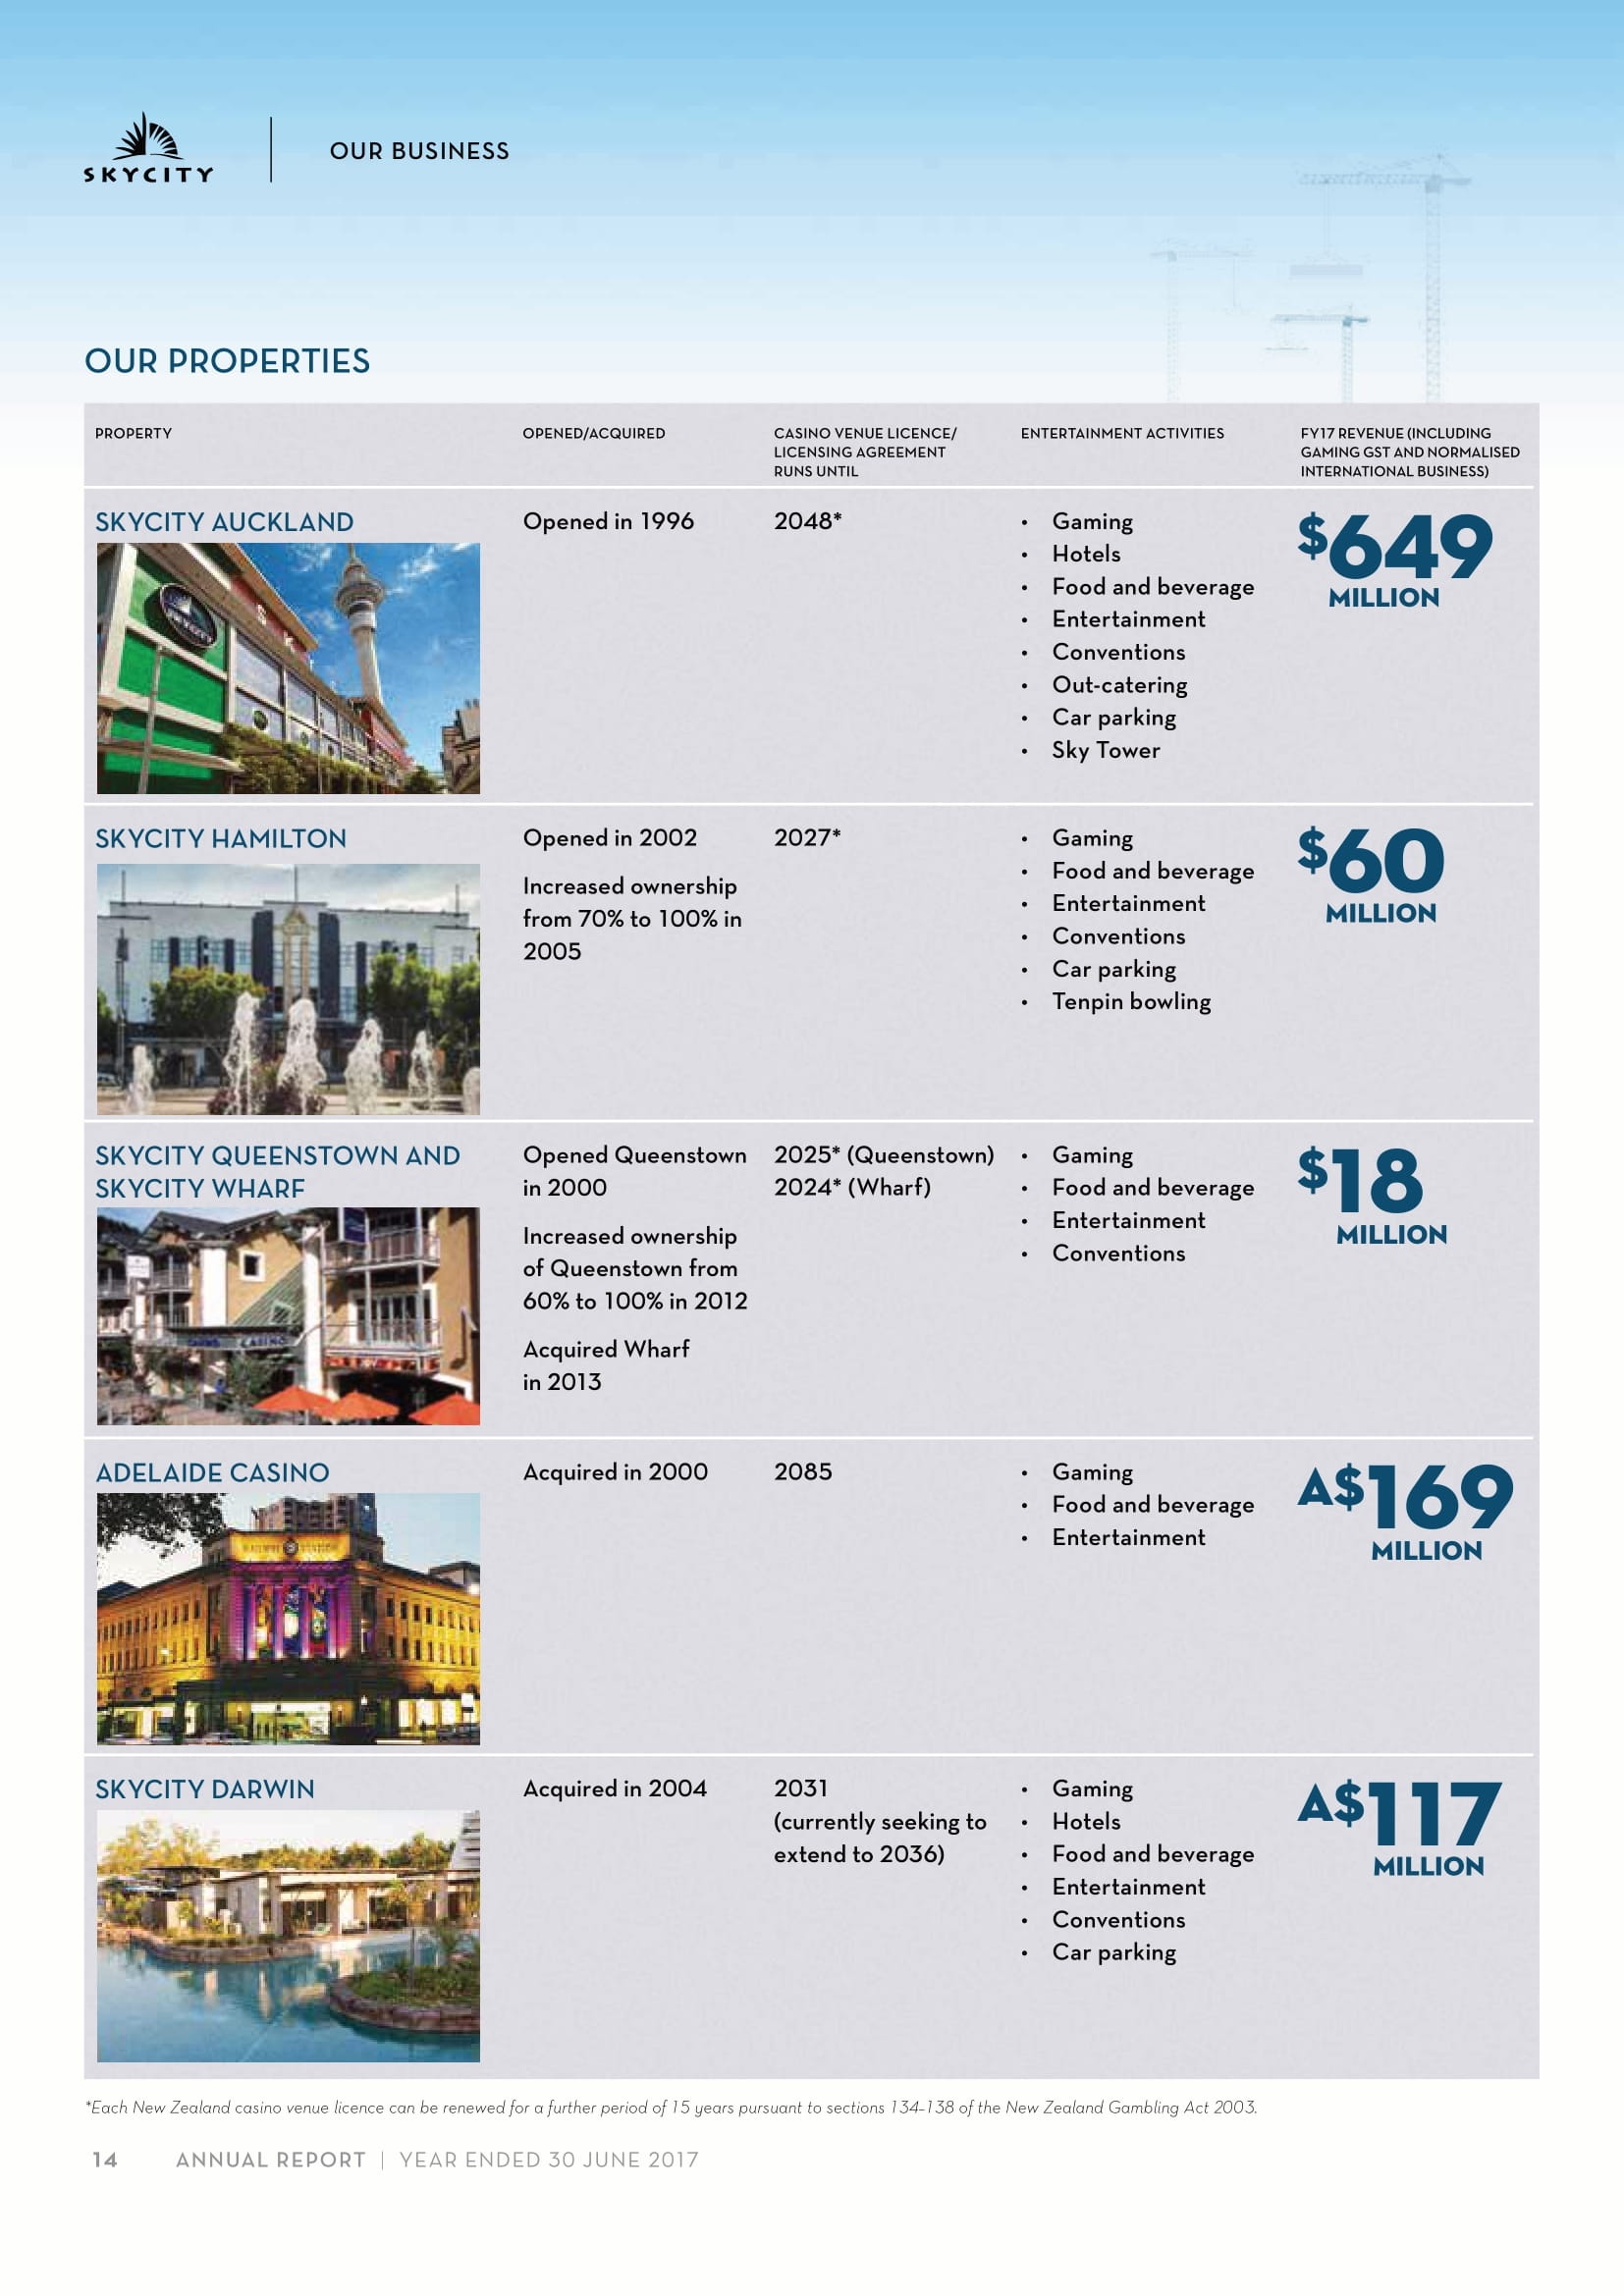 SKYCITY
OUR BUSINESS
OUR PROPERTIES
PROPERTY
OPENED/ACQUIRED
CASINO VENUE LICENCE/
LICENSING AGREEMENT
RUNS UNTIL
ENTERTAINMENT ACTIVITIES
FY17 REVENUE (INCLUDING
GAMING GST AND NORMALISED
INTERNATIONAL BUSINESS)
SKYCITY AUCKLAND
SKYCITY
Opened in 1996
2048*
• Gaming
• Hotels
• Food and beverage
• Entertainment
• Conventions
• Out-catering
• Car parking
• Sky Tower
$649
MILLION
SKYCITY HAMILTON
Opened in 2002
Increased ownership
from 70% to 100% in
2005
2027*
• Gaming
• Food and beverage
• Entertainment
• Conventions
• Car parking
• Tenpin bowling
$60
MILLION
SKYCITY QUEENSTOWN AND
SKYCITY WHARF
CASINO
Opened Queenstown
in 2000
Increased ownership
of Queenstown from
60% to 100% in 2012
Acquired Wharf
in 2013
2025* (Queenstown)
2024* (Wharf)
• Gaming
• Food and beverage
• Entertainment
• Conventions
$18
MILLION
ADELAIDE CASINO
Acquired in 2000
2085
• Gaming
• Food and beverage
• Entertainment
A$169
MILLION
SKYCITY DARWIN
Acquired in 2004
2031
(currently seeking to
extend to 2036)
• Gaming
• Hotels
• Food and beverage
• Entertainment
• Conventions
• Car parking
A$117
MILLION
*Each New Zealand casino venue licence can be renewed for a further period of 15 years pursuant to sections 134–138 of the New Zealand Gambling Act 2003.
14 ANNUAL REPORT | YEAR ENDED 30 JUNE 2017